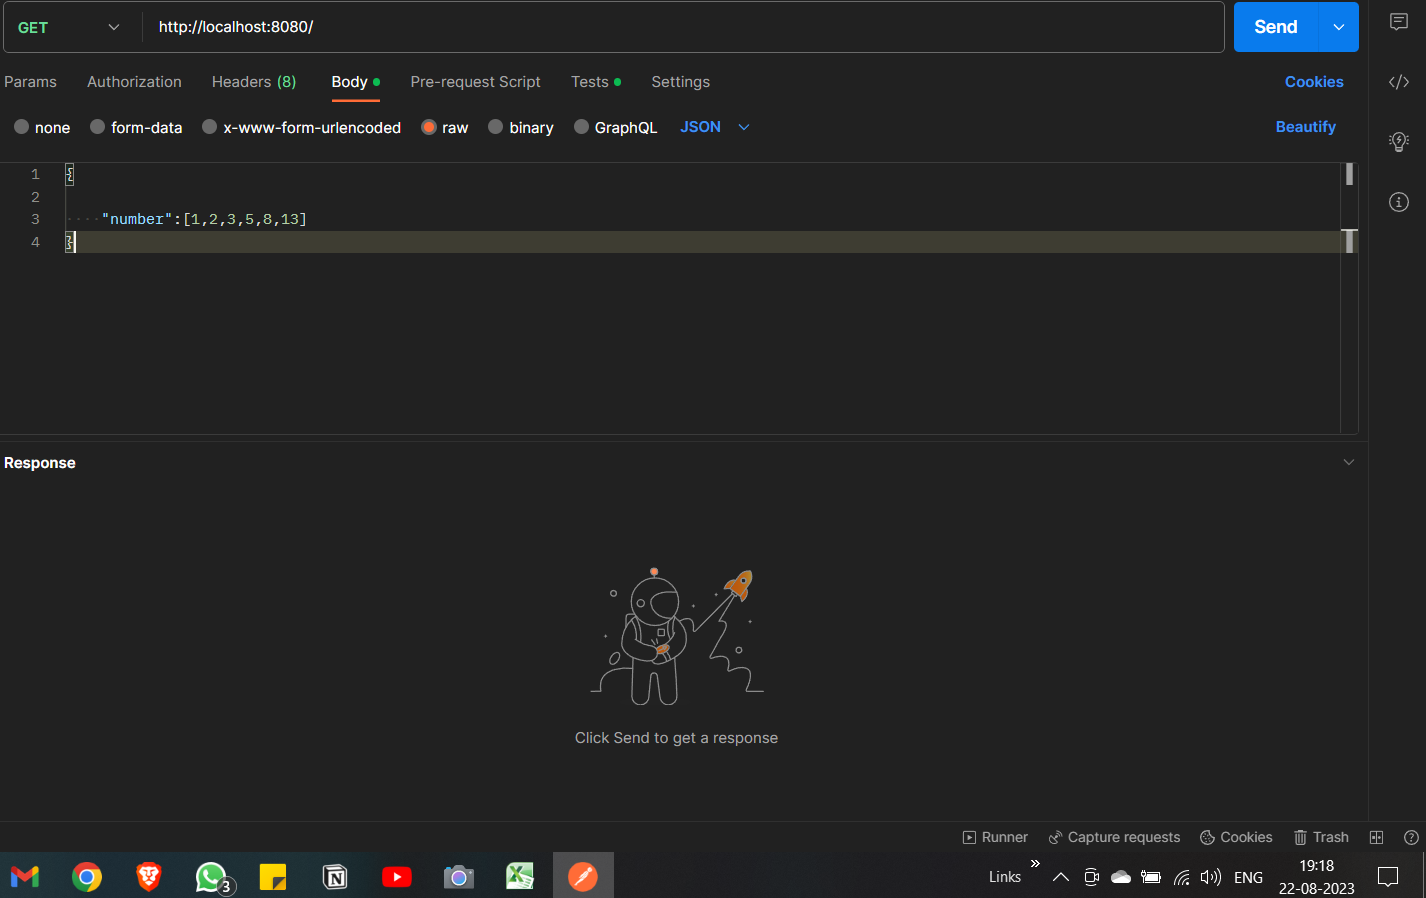 GET http://localhost:8080/ Send
Params Authorization Headers (8) Body Pre-request Script Tests Settings Cookies
none form-data x-www-form-urlencoded raw binary GraphQL JSON Beautify
1 {
2
3 "number":[1,2,3,5,8,13]
4 }
Response
Click Send to get a response
Runner Capture requests Cookies Trash
3 Links ENG 19:18
22-08-2023